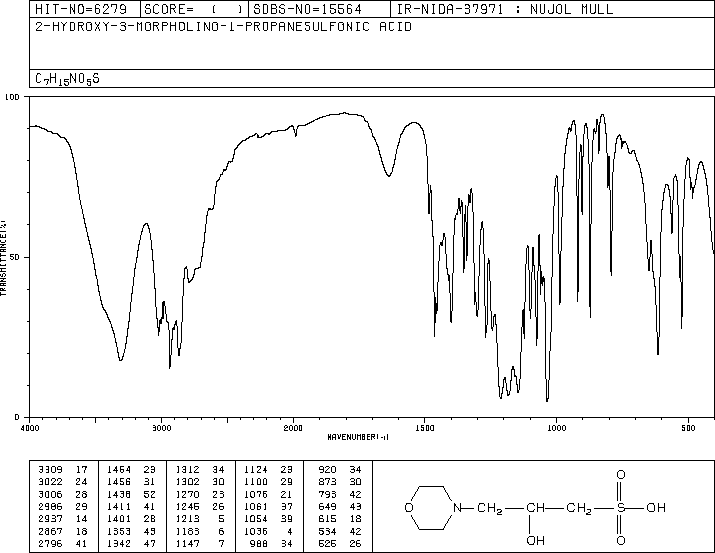 HIT-NO=6279 SCORE= ( ) SDBS-NO=15564 IR-NIDA-37971 : NUJOL MULL
2-HYDROXY-3-MORPHOLINO-1-PROPANESULFONIC ACID
C7H15NO5S
100
50
0
TRANSMITTANCE(%)
4000 3000 2000 1500 1000 500
WAVENUMBER(-1)
3309 17 1464 23 1312 34 1124 23 920 34
3022 24 1456 31 1302 30 1100 29 873 30
3006 28 1438 52 1270 23 1076 21 793 42
2986 29 1411 41 1246 26 1061 37 649 43
2937 14 1401 28 1213 5 1054 39 615 18
2867 18 1353 49 1183 6 1036 4 534 42
2796 41 1342 47 1147 7 988 34 526 26
O N CH2 CH CH2 S OH
O
O
OH